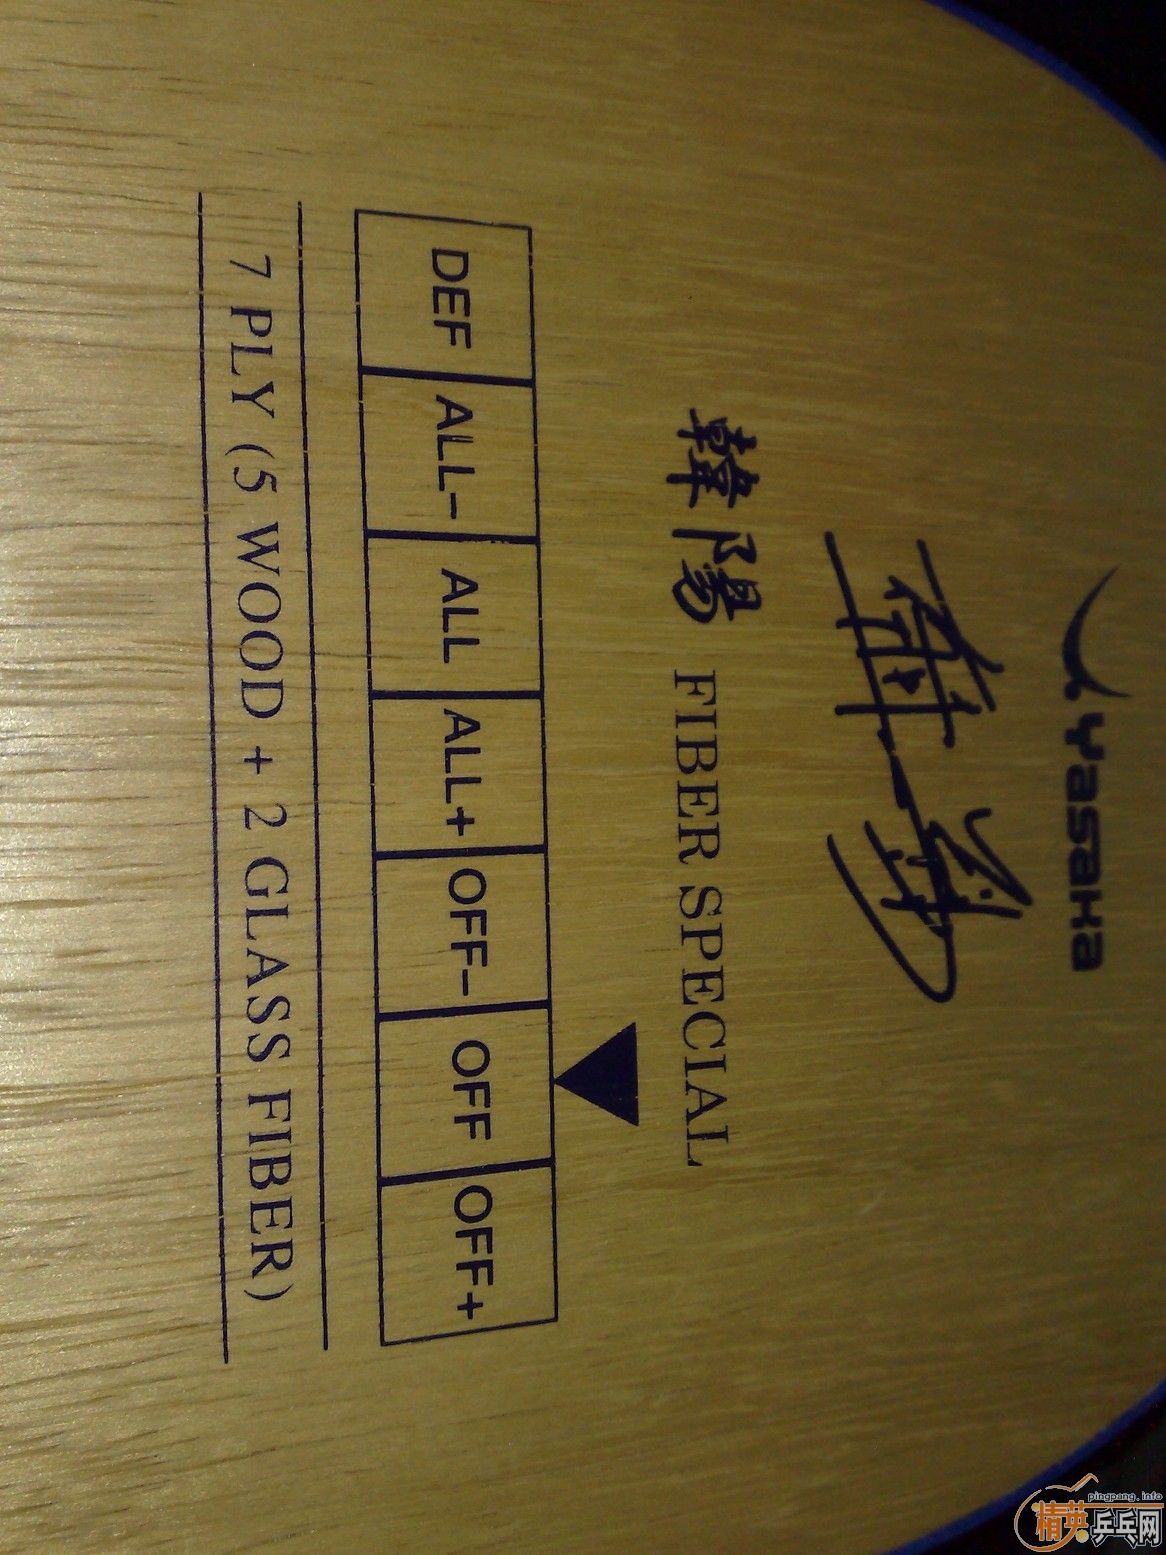 Yasaka
韓陽 FIBER SPECIAL
DEF ALL- ALL ALL+ OFF- OFF OFF+
7 PLY (5 WOOD + 2 GLASS FIBER)
pingpang.info
精英乒乓网